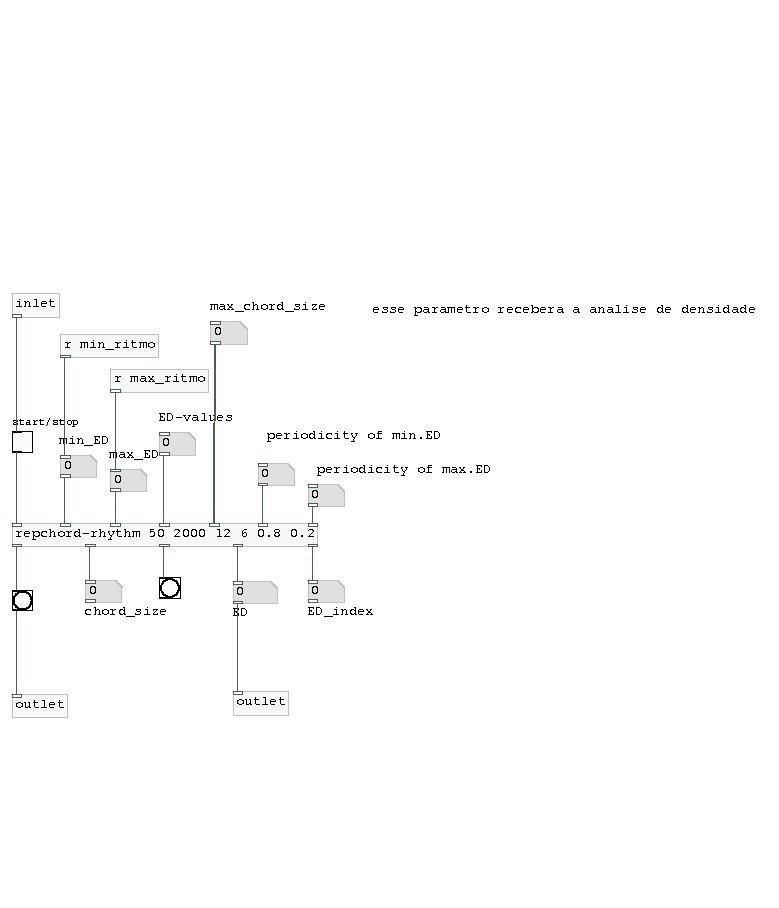 inlet
max_chord_size
esse parametro recebera a analise de densidade
0
r min_ritmo
r max_ritmo
start/stop
ED-values
min_ED
0
periodicity of min.ED
max_ED
0
0
0
periodicity of max.ED
0
repchord-rhythm 50 2000 12 6 0.8 0.2
0
0
0
chord_size
ED
ED_index
outlet
outlet